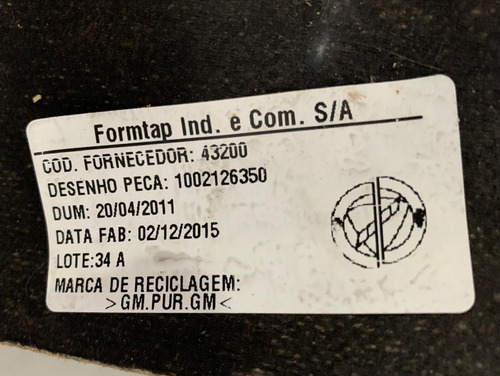 Formtap Ind. e Com. S/A
COD. FORNECEDOR: 43200
DESENHO PECA: 1002126350
DUM: 20/04/2011
DATA FAB: 02/12/2015
LOTE:34 A
MARCA DE RECICLAGEM:
>GM.PUR.GM<